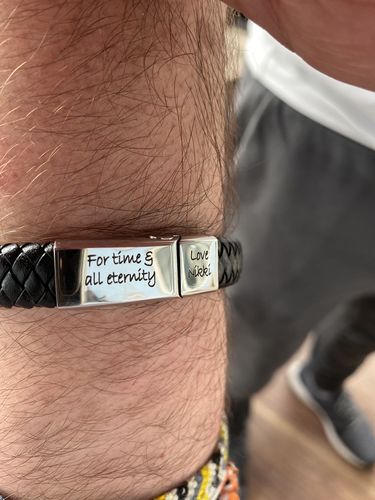 For time &
all eternity
Love
Nikki